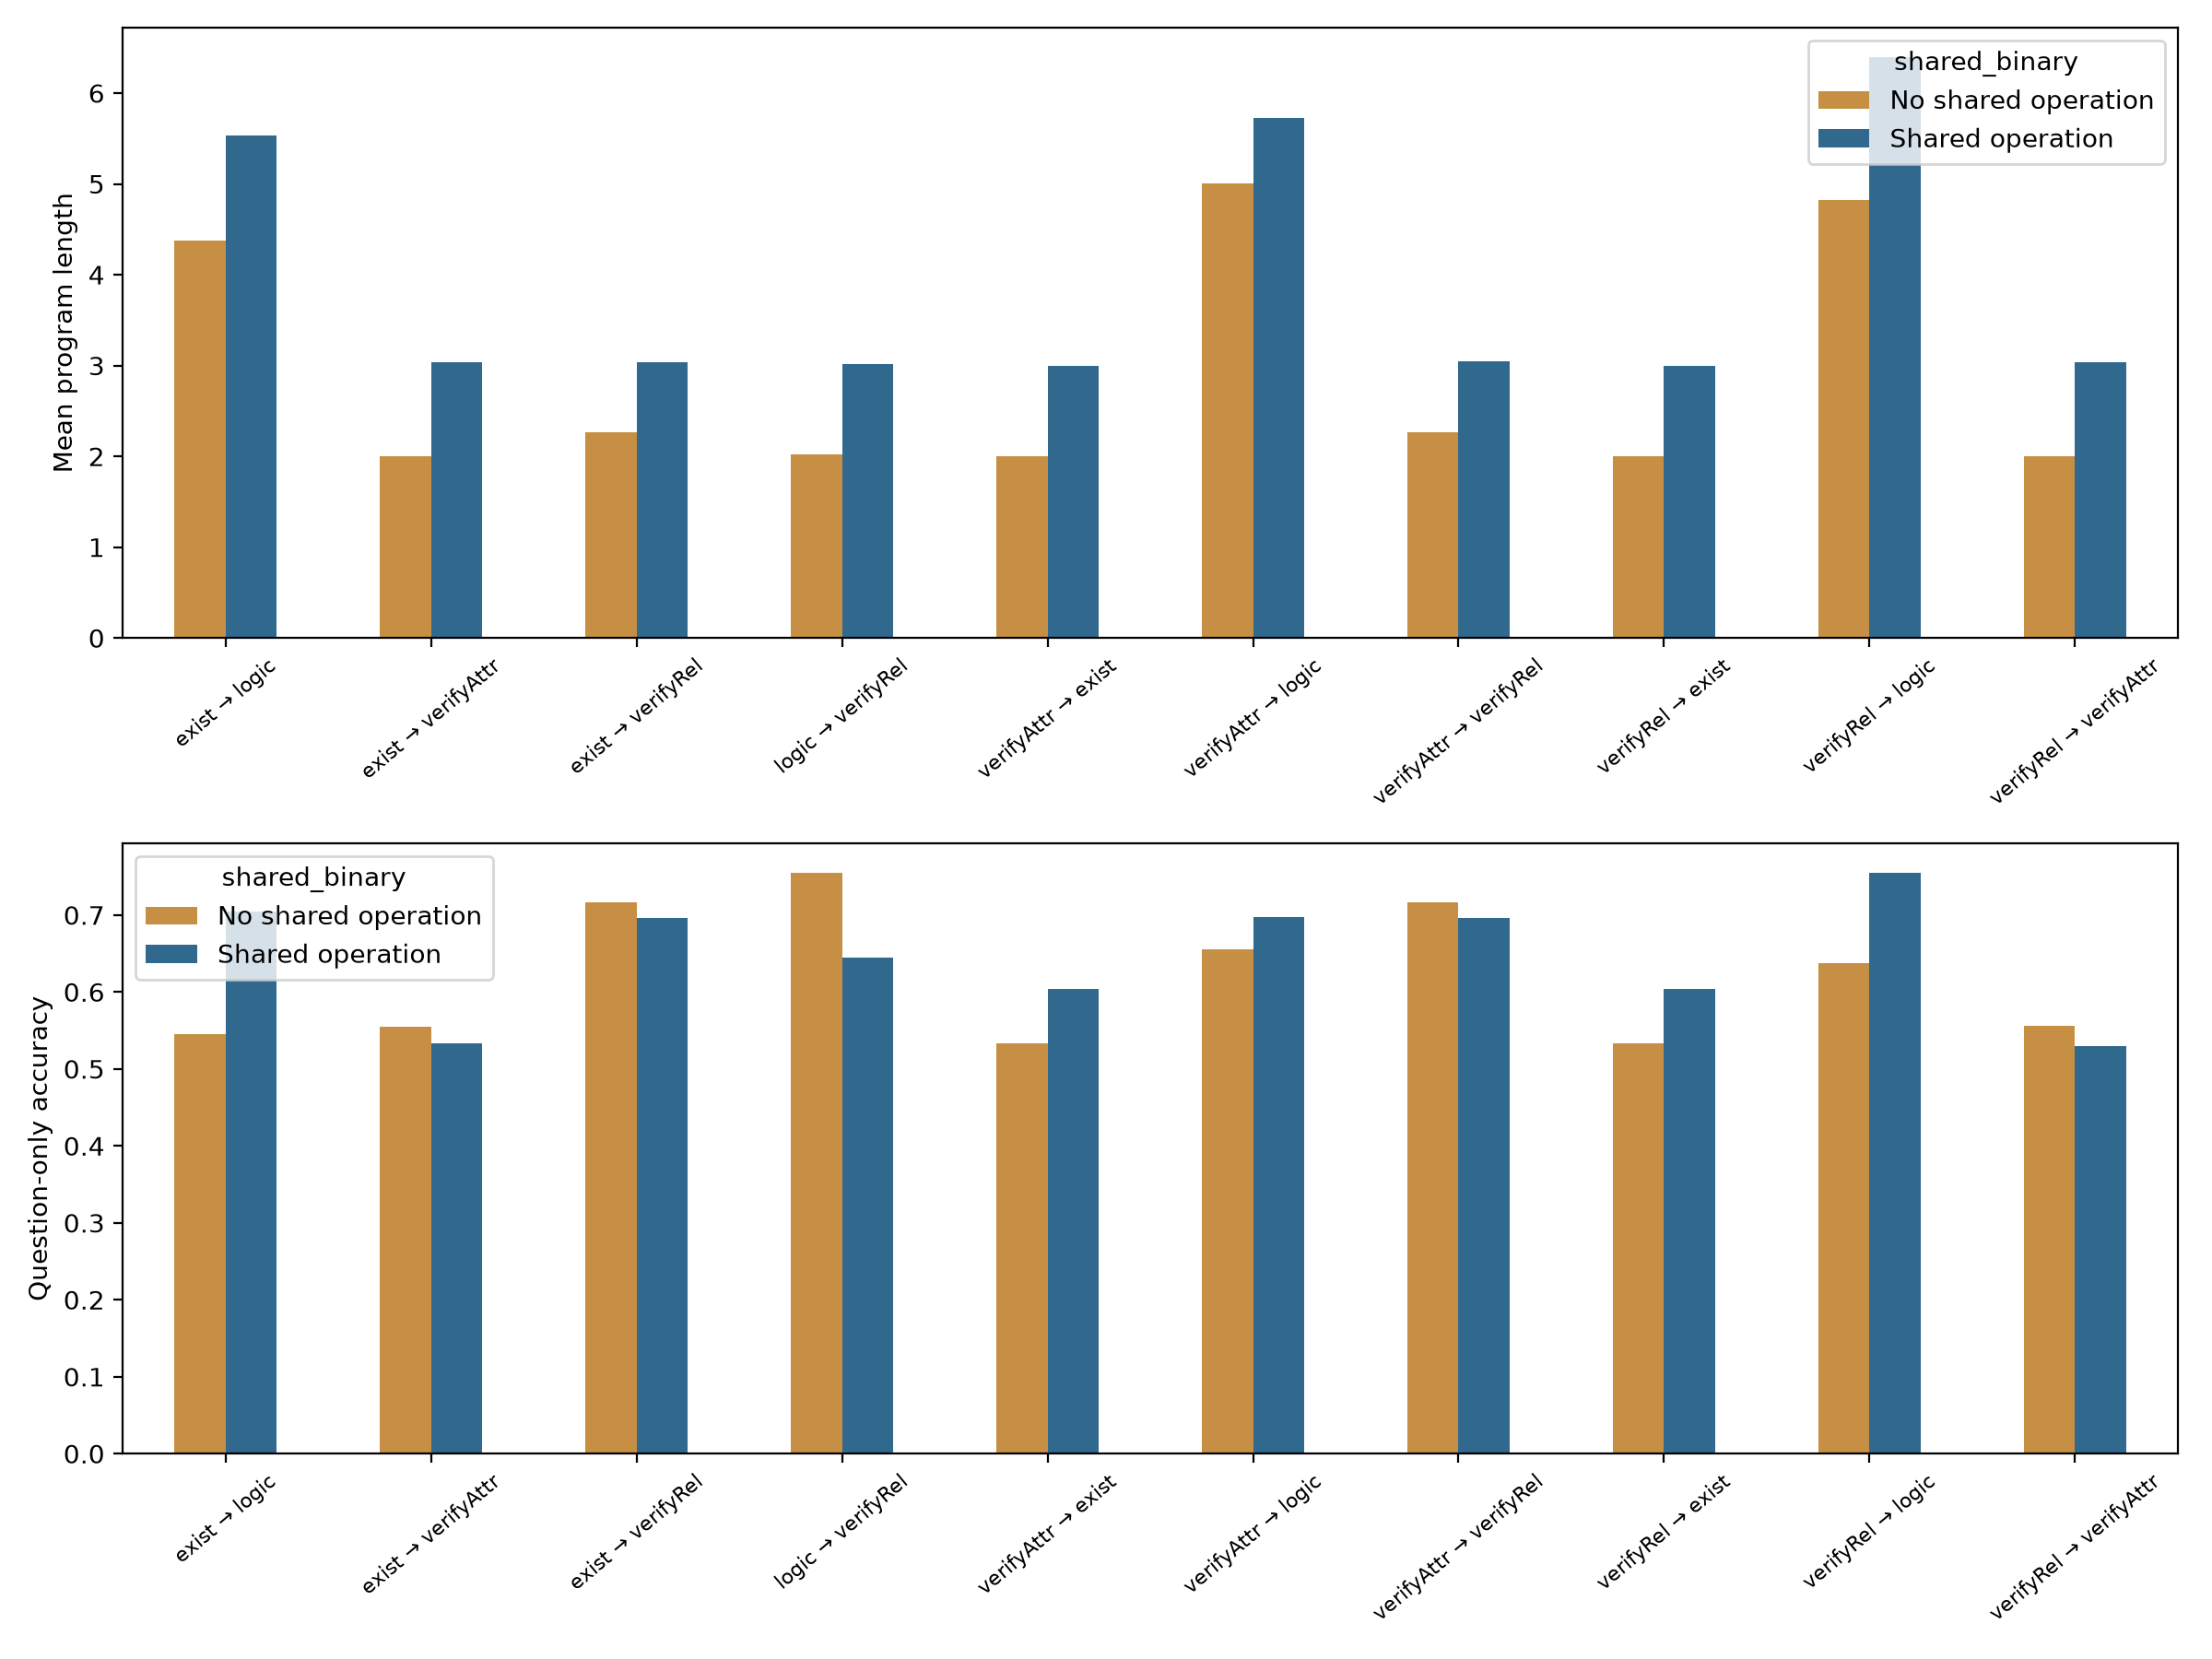 shared_binary
No shared operation
Shared operation
Mean program length
6
5
4
3
2
1
0
exist → logic
exist → verifyAttr
exist → verifyRel
logic → verifyRel
verifyAttr → exist
verifyAttr → logic
verifyAttr → verifyRel
verifyRel → exist
verifyRel → logic
verifyRel → verifyAttr
shared_binary
No shared operation
Shared operation
Question-only accuracy
0.7
0.6
0.5
0.4
0.3
0.2
0.1
0.0
exist → logic
exist → verifyAttr
exist → verifyRel
logic → verifyRel
verifyAttr → exist
verifyAttr → logic
verifyAttr → verifyRel
verifyRel → exist
verifyRel → logic
verifyRel → verifyAttr